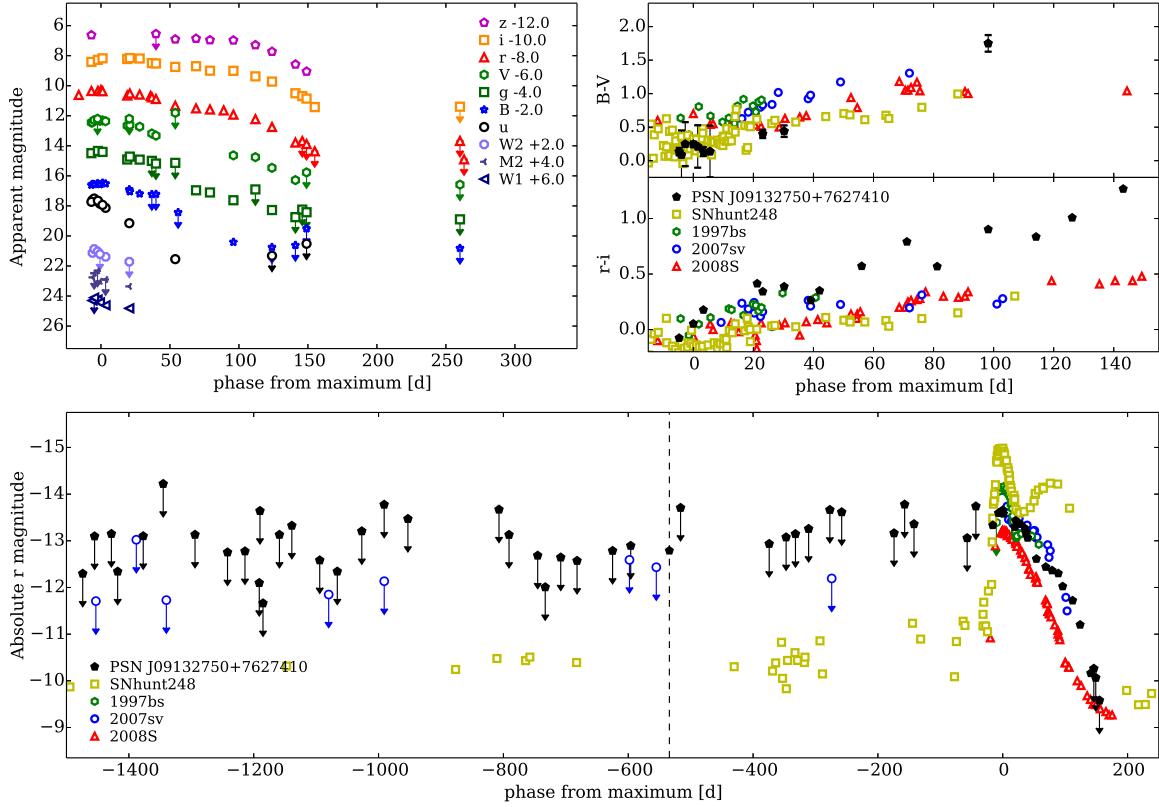 Apparent magnitude
4
6
8
10
12
14
16
18
20
22
24
26
0
50
100
150
200
250
300
phase from maximum [d]
z -12.0
i -10.0
r -8.0
V -6.0
g -4.0
B -2.0
u
W2 +2.0
M2 +4.0
W1 +6.0
B-V
2.0
1.5
1.0
0.5
0.0
r-i
1.0
0.5
0.0
PSN J09132750+7627410
SNhunt248
1997bs
2007sv
2008S
0
20
40
60
80
100
120
140
phase from maximum [d]
Absolute r magnitude
−15
−14
−13
−12
−11
−10
−9
PSN J09132750+7627410
SNhunt248
1997bs
2007sv
2008S
−1400
−1200
−1000
−800
−600
−400
−200
0
200
phase from maximum [d]